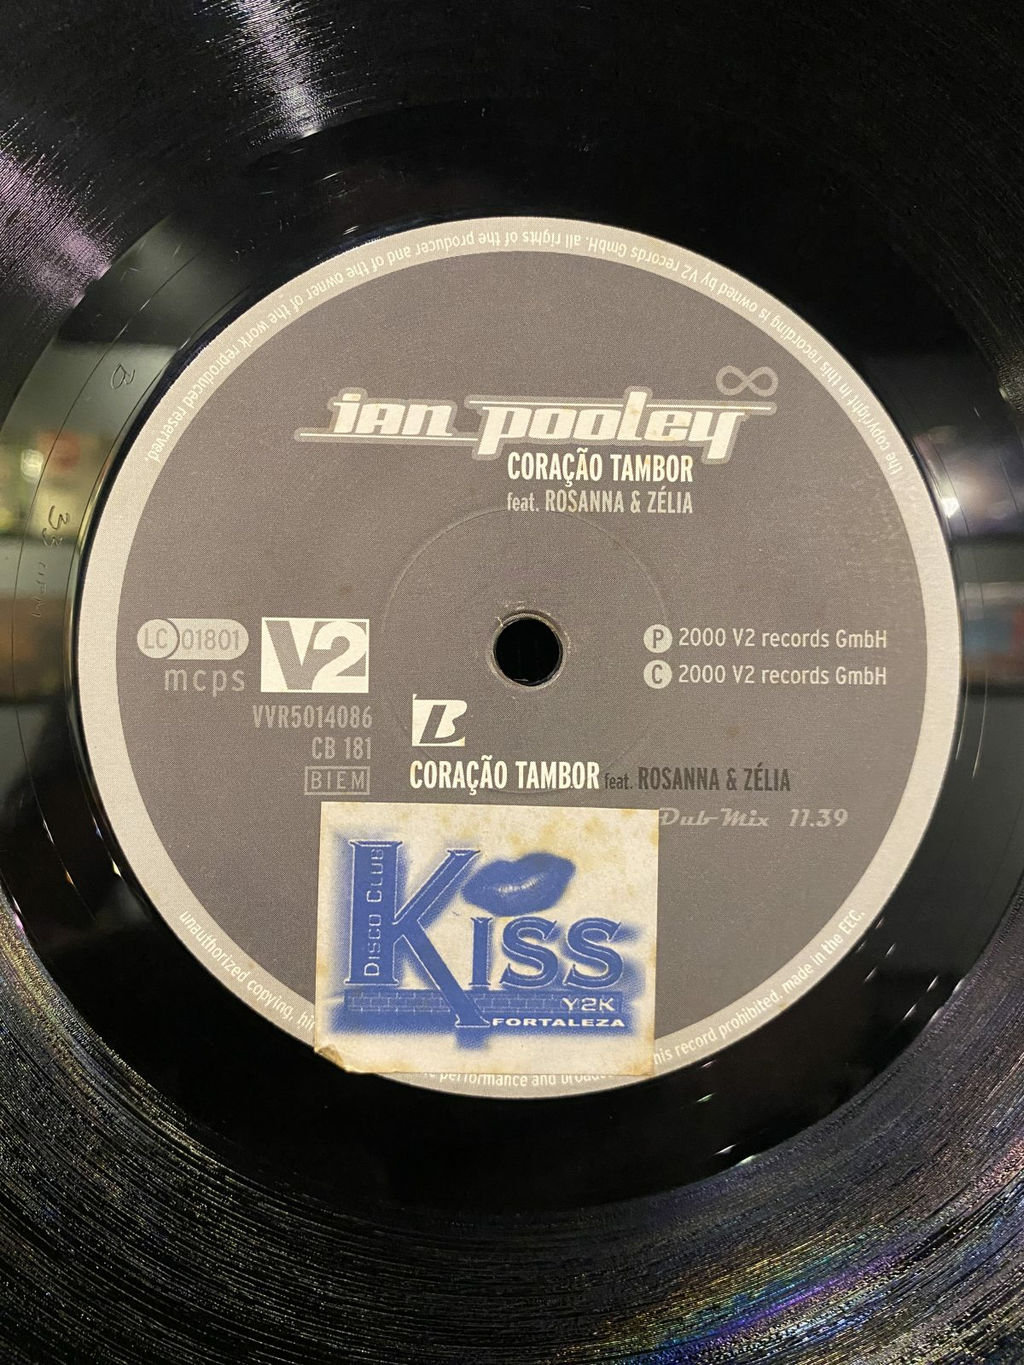 the copyright in this recording is owned by V2 records GmbH. all rights of the producer and of the owner of the work reproduced reserved.
ian pooley
CORAÇÃO TAMBOR
feat. ROSANNA & ZÉLIA
LC 01801
mcps
V2
VVR5014086
CB 181
BIEM
P 2000 V2 records GmbH
C 2000 V2 records GmbH
B
CORAÇÃO TAMBOR feat. ROSANNA & ZÉLIA
Dub Mix 11.39
DISCO CLUB
KISS
Y2K
FORTALEZA
unauthorized copying,
performance and
this record prohibited. made in the EEC.
B
33